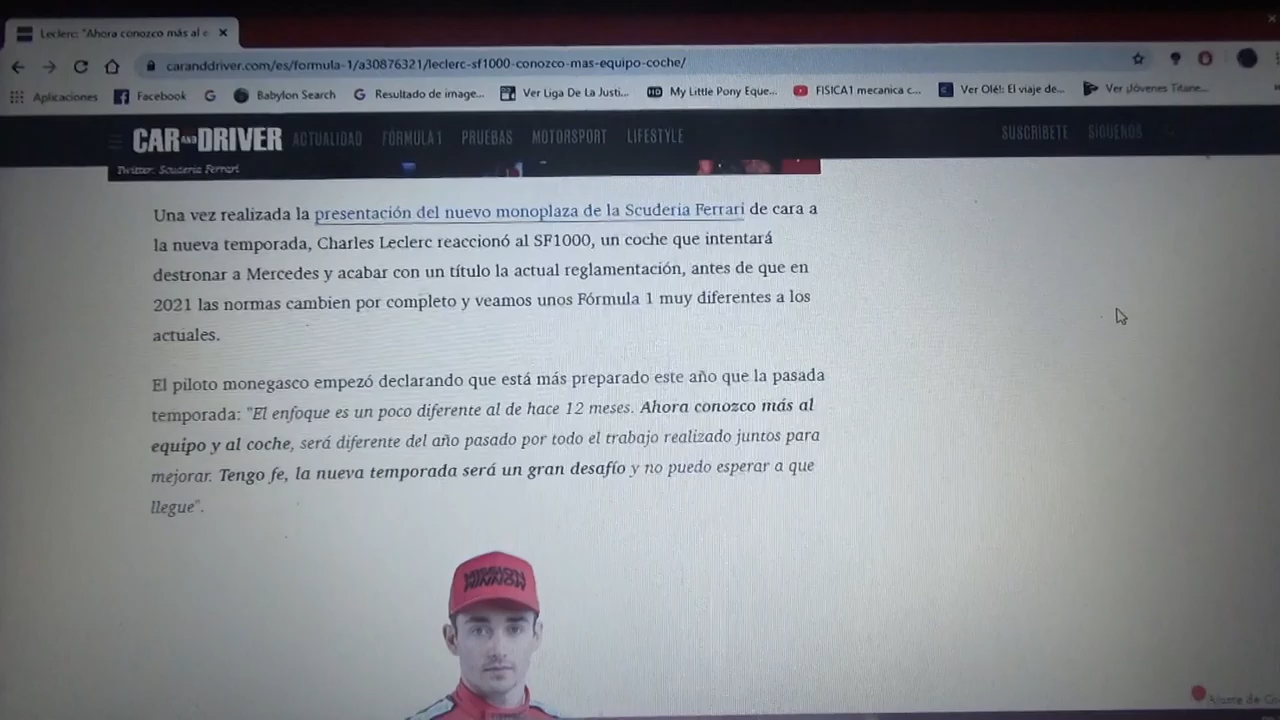 Leclerc: "Ahora conozco más al e
caranddriver.com/es/formula-1/a30876321/leclerc-sf1000-conozco-mas-equipo-coche/
Aplicaciones Facebook Babylon Search Resultado de image... Ver Liga De La Justi... HD My Little Pony Eque... FISICA1 mecanica c... Ver Olé!: El viaje de... Ver ¡Jóvenes Titane...
CAR AND DRIVER ACTUALIDAD FÓRMULA 1 PRUEBAS MOTORSPORT LIFESTYLE SUSCRÍBETE SÍGUENOS
Twitter: Scuderia Ferrari
Una vez realizada la presentación del nuevo monoplaza de la Scuderia Ferrari de cara a
la nueva temporada, Charles Leclerc reaccionó al SF1000, un coche que intentará
destronar a Mercedes y acabar con un título la actual reglamentación, antes de que en
2021 las normas cambien por completo y veamos unos Fórmula 1 muy diferentes a los
actuales.
El piloto monegasco empezó declarando que está más preparado este año que la pasada
temporada: "El enfoque es un poco diferente al de hace 12 meses. Ahora conozco más al
equipo y al coche, será diferente del año pasado por todo el trabajo realizado juntos para
mejorar. Tengo fe, la nueva temporada será un gran desafío y no puedo esperar a que
llegue".
MISSION
WINNOW